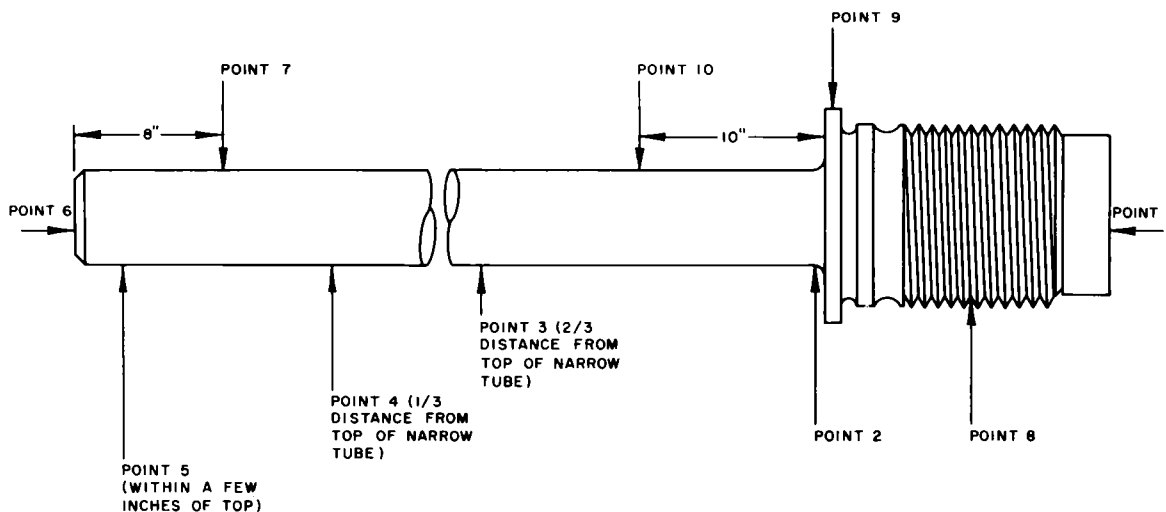 POINT 9
POINT 7
POINT 10
8"
10"
POINT 6
POINT
POINT 3 (2/3
DISTANCE FROM
TOP OF NARROW
TUBE)
POINT 4 (1/3
DISTANCE FROM
TOP OF NARROW
TUBE)
POINT 2
POINT 8
POINT 5
(WITHIN A FEW
INCHES OF TOP)